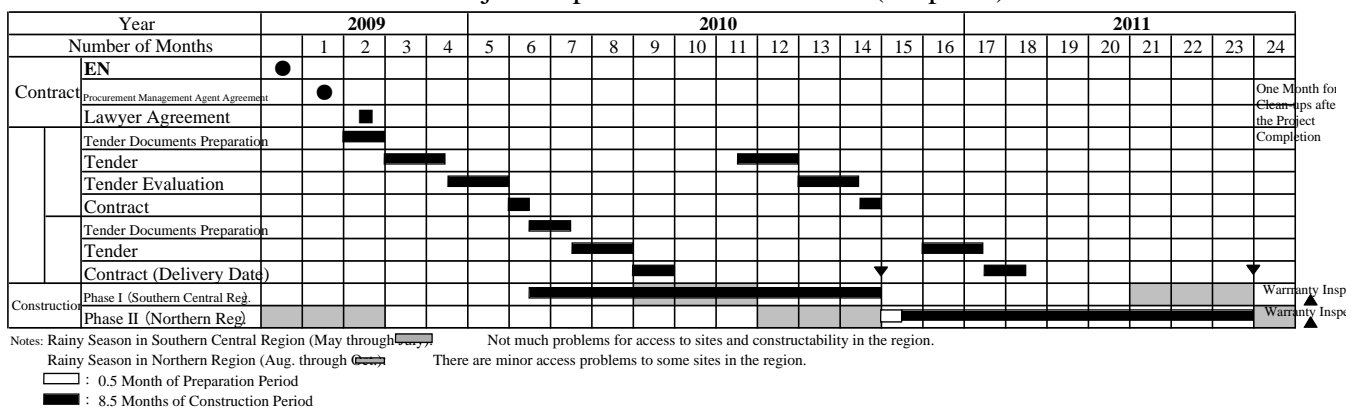 Year 2009 2010 2011
Number of Months 1 2 3 4 5 6 7 8 9 10 11 12 13 14 15 16 17 18 19 20 21 22 23 24
Contract
EN
Procurement Management Agent Agreement
Lawyer Agreement
One Month for
Clean-ups afte
the Project
Completion
Tender Documents Preparation
Tender
Tender Evaluation
Contract
Tender Documents Preparation
Tender
Contract (Delivery Date)
Construction
Phase I (Southern Central Reg.)
Warranty Inspe
Phase II (Northern Reg.)
Warranty Inspe
Notes: Rainy Season in Southern Central Region (May through July): Not much problems for access to sites and constructability in the region.
Rainy Season in Northern Region (Aug. through Oct.): There are minor access problems to some sites in the region.
: 0.5 Month of Preparation Period
: 8.5 Months of Construction Period